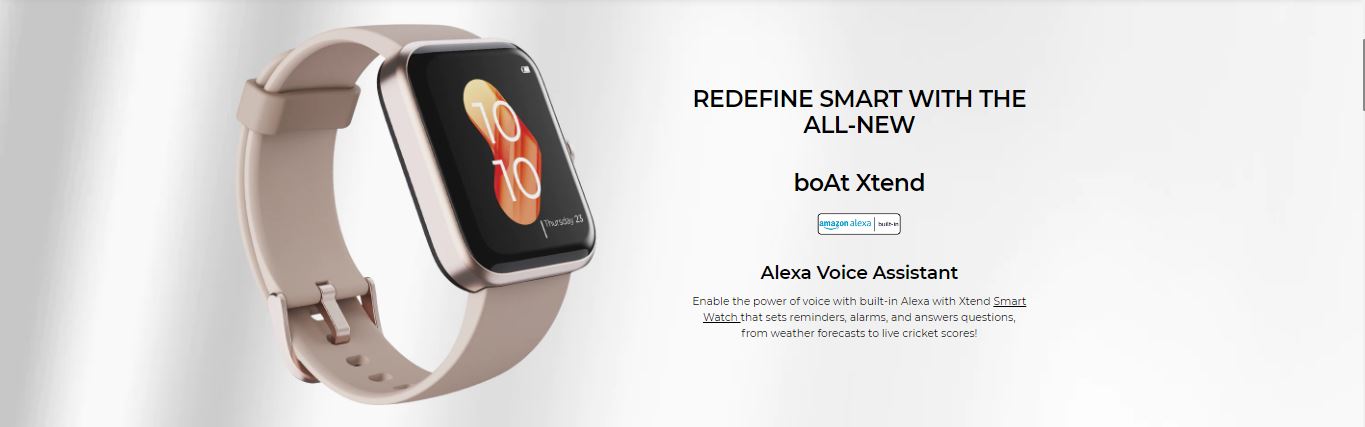 10
10
Thursday 23
REDEFINE SMART WITH THE
ALL-NEW
boAt Xtend
amazon alexa | built-in
Alexa Voice Assistant
Enable the power of voice with built-in Alexa with Xtend Smart
Watch that sets reminders, alarms, and answers questions,
from weather forecasts to live cricket scores!